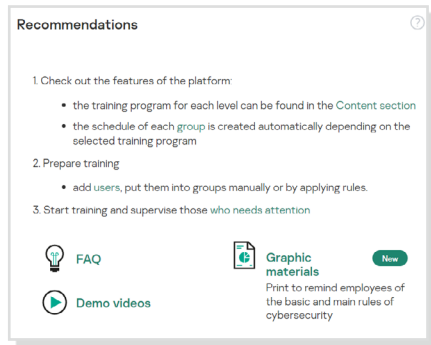 Recommendations
?
1. Check out the features of the platform:
• the training program for each level can be found in the Content section
• the schedule of each group is created automatically depending on the
selected training program
2. Prepare training
• add users, put them into groups manually or by applying rules.
3. Start training and supervise those who needs attention
FAQ
Demo videos
Graphic
materials
New
Print to remind employees of
the basic and main rules of
cybersecurity